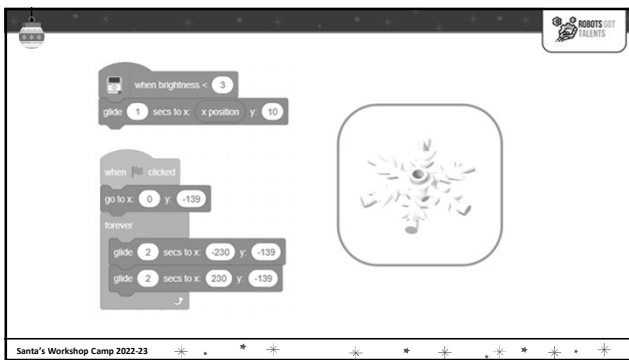 ROBOTS GOT
TALENTS
when brightness < 3
glide 1 secs to x: x position y: 10
when clicked
go to x: 0 y: -139
forever
glide 2 secs to x: -230 y: -139
glide 2 secs to x: 230 y: -139
Santa's Workshop Camp 2022-23